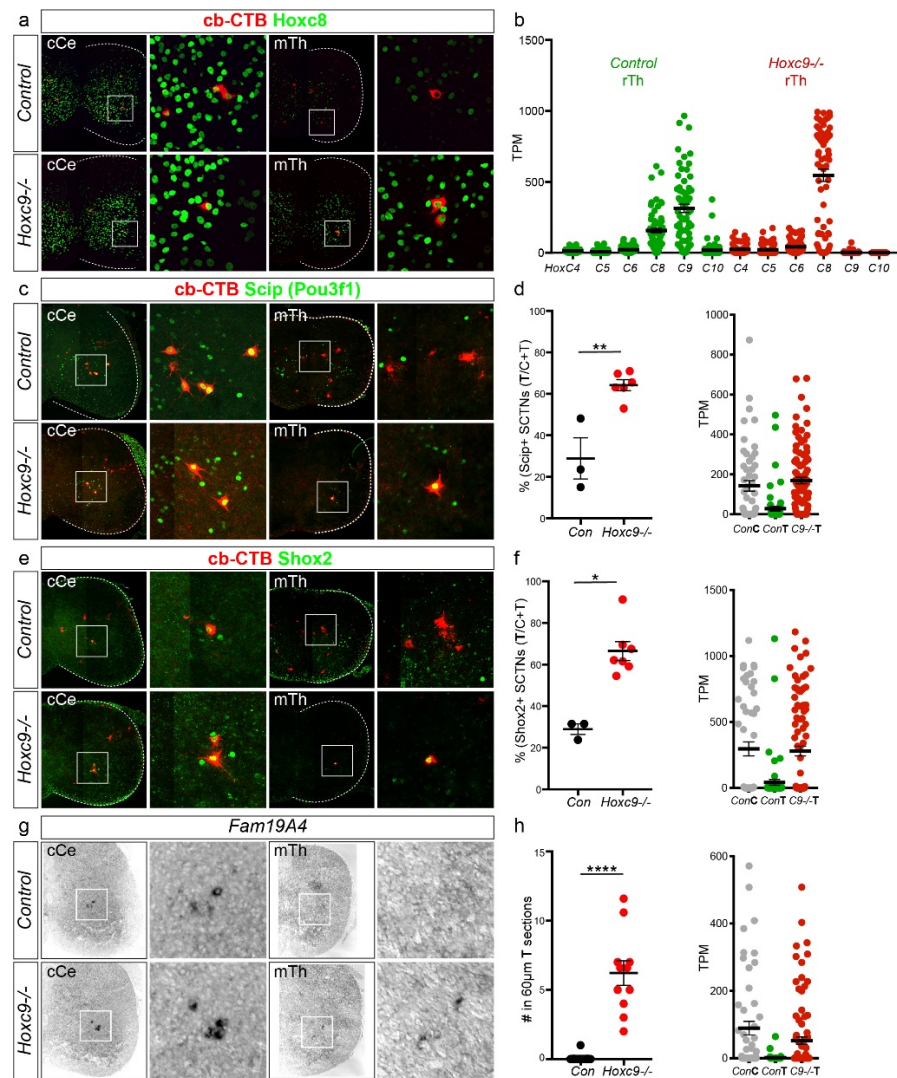 a
cb-CTB Hoxc8
Control
cCe
mTh
Hoxc9-/-
mTh
b
1500
1000
500
0
TPM
Control
rTh
Hoxc9-/-
rTh
HoxC4 C5 C6 C8 C9 C10 C4 C5 C6 C8 C9 C10
c
cb-CTB Scip (Pou3f1)
Control
cCe
mTh
Hoxc9-/-
cCe
mTh
d
100
80
60
40
20
0
% (Scip+ SCTNs (T/C+T)
**
Con Hoxc9-/-
1000
800
600
400
200
0
TPM
ConC ConT C9-/-T
e
cb-CTB Shox2
Control
cCe
mTh
Hoxc9-/-
cCe
mTh
f
100
80
60
40
20
0
% (Shox2+ SCTNs (T/C+T)
*
Con Hoxc9-/-
1500
1000
500
0
TPM
ConC ConT C9-/-T
g
Fam19A4
Control
cCe
mTh
Hoxc9-/-
cCe
mTh
h
15
10
5
0
# in 60µm T sections
****
Con Hoxc9-/-
600
400
200
0
TPM
ConC ConT C9-/-T